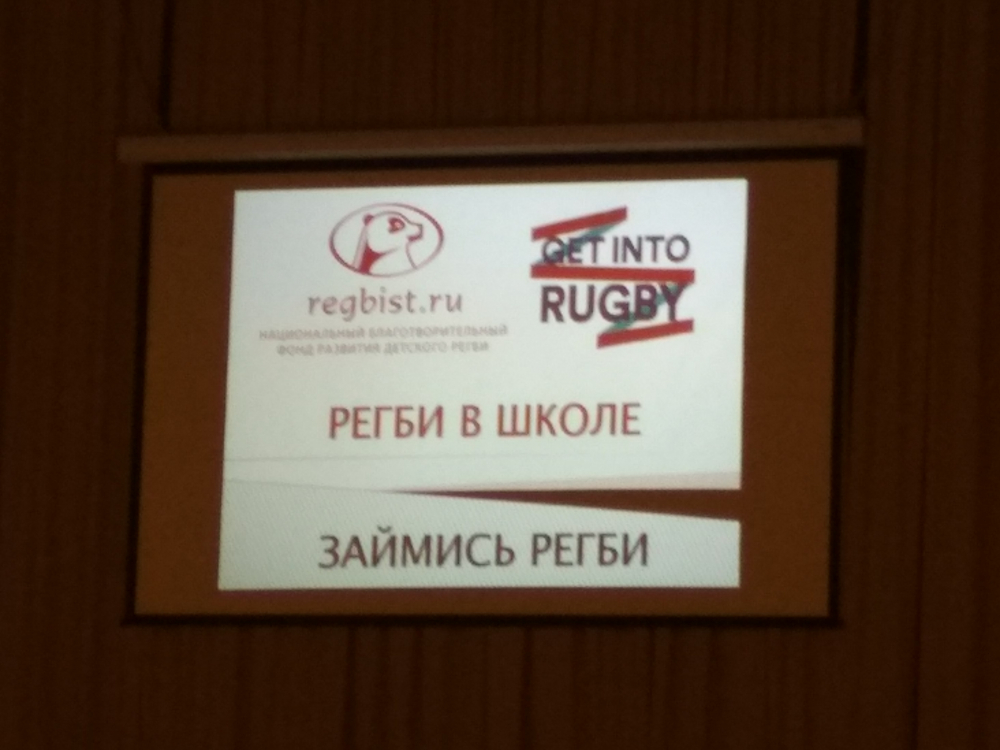 regbist.ru
НАЦИОНАЛЬНЫЙ БЛАГОТВОРИТЕЛЬНЫЙ
ФОНД РАЗВИТИЯ ДЕТСКОГО РЕГБИ
GET INTO
RUGBY
РЕГБИ В ШКОЛЕ
ЗАЙМИСЬ РЕГБИ